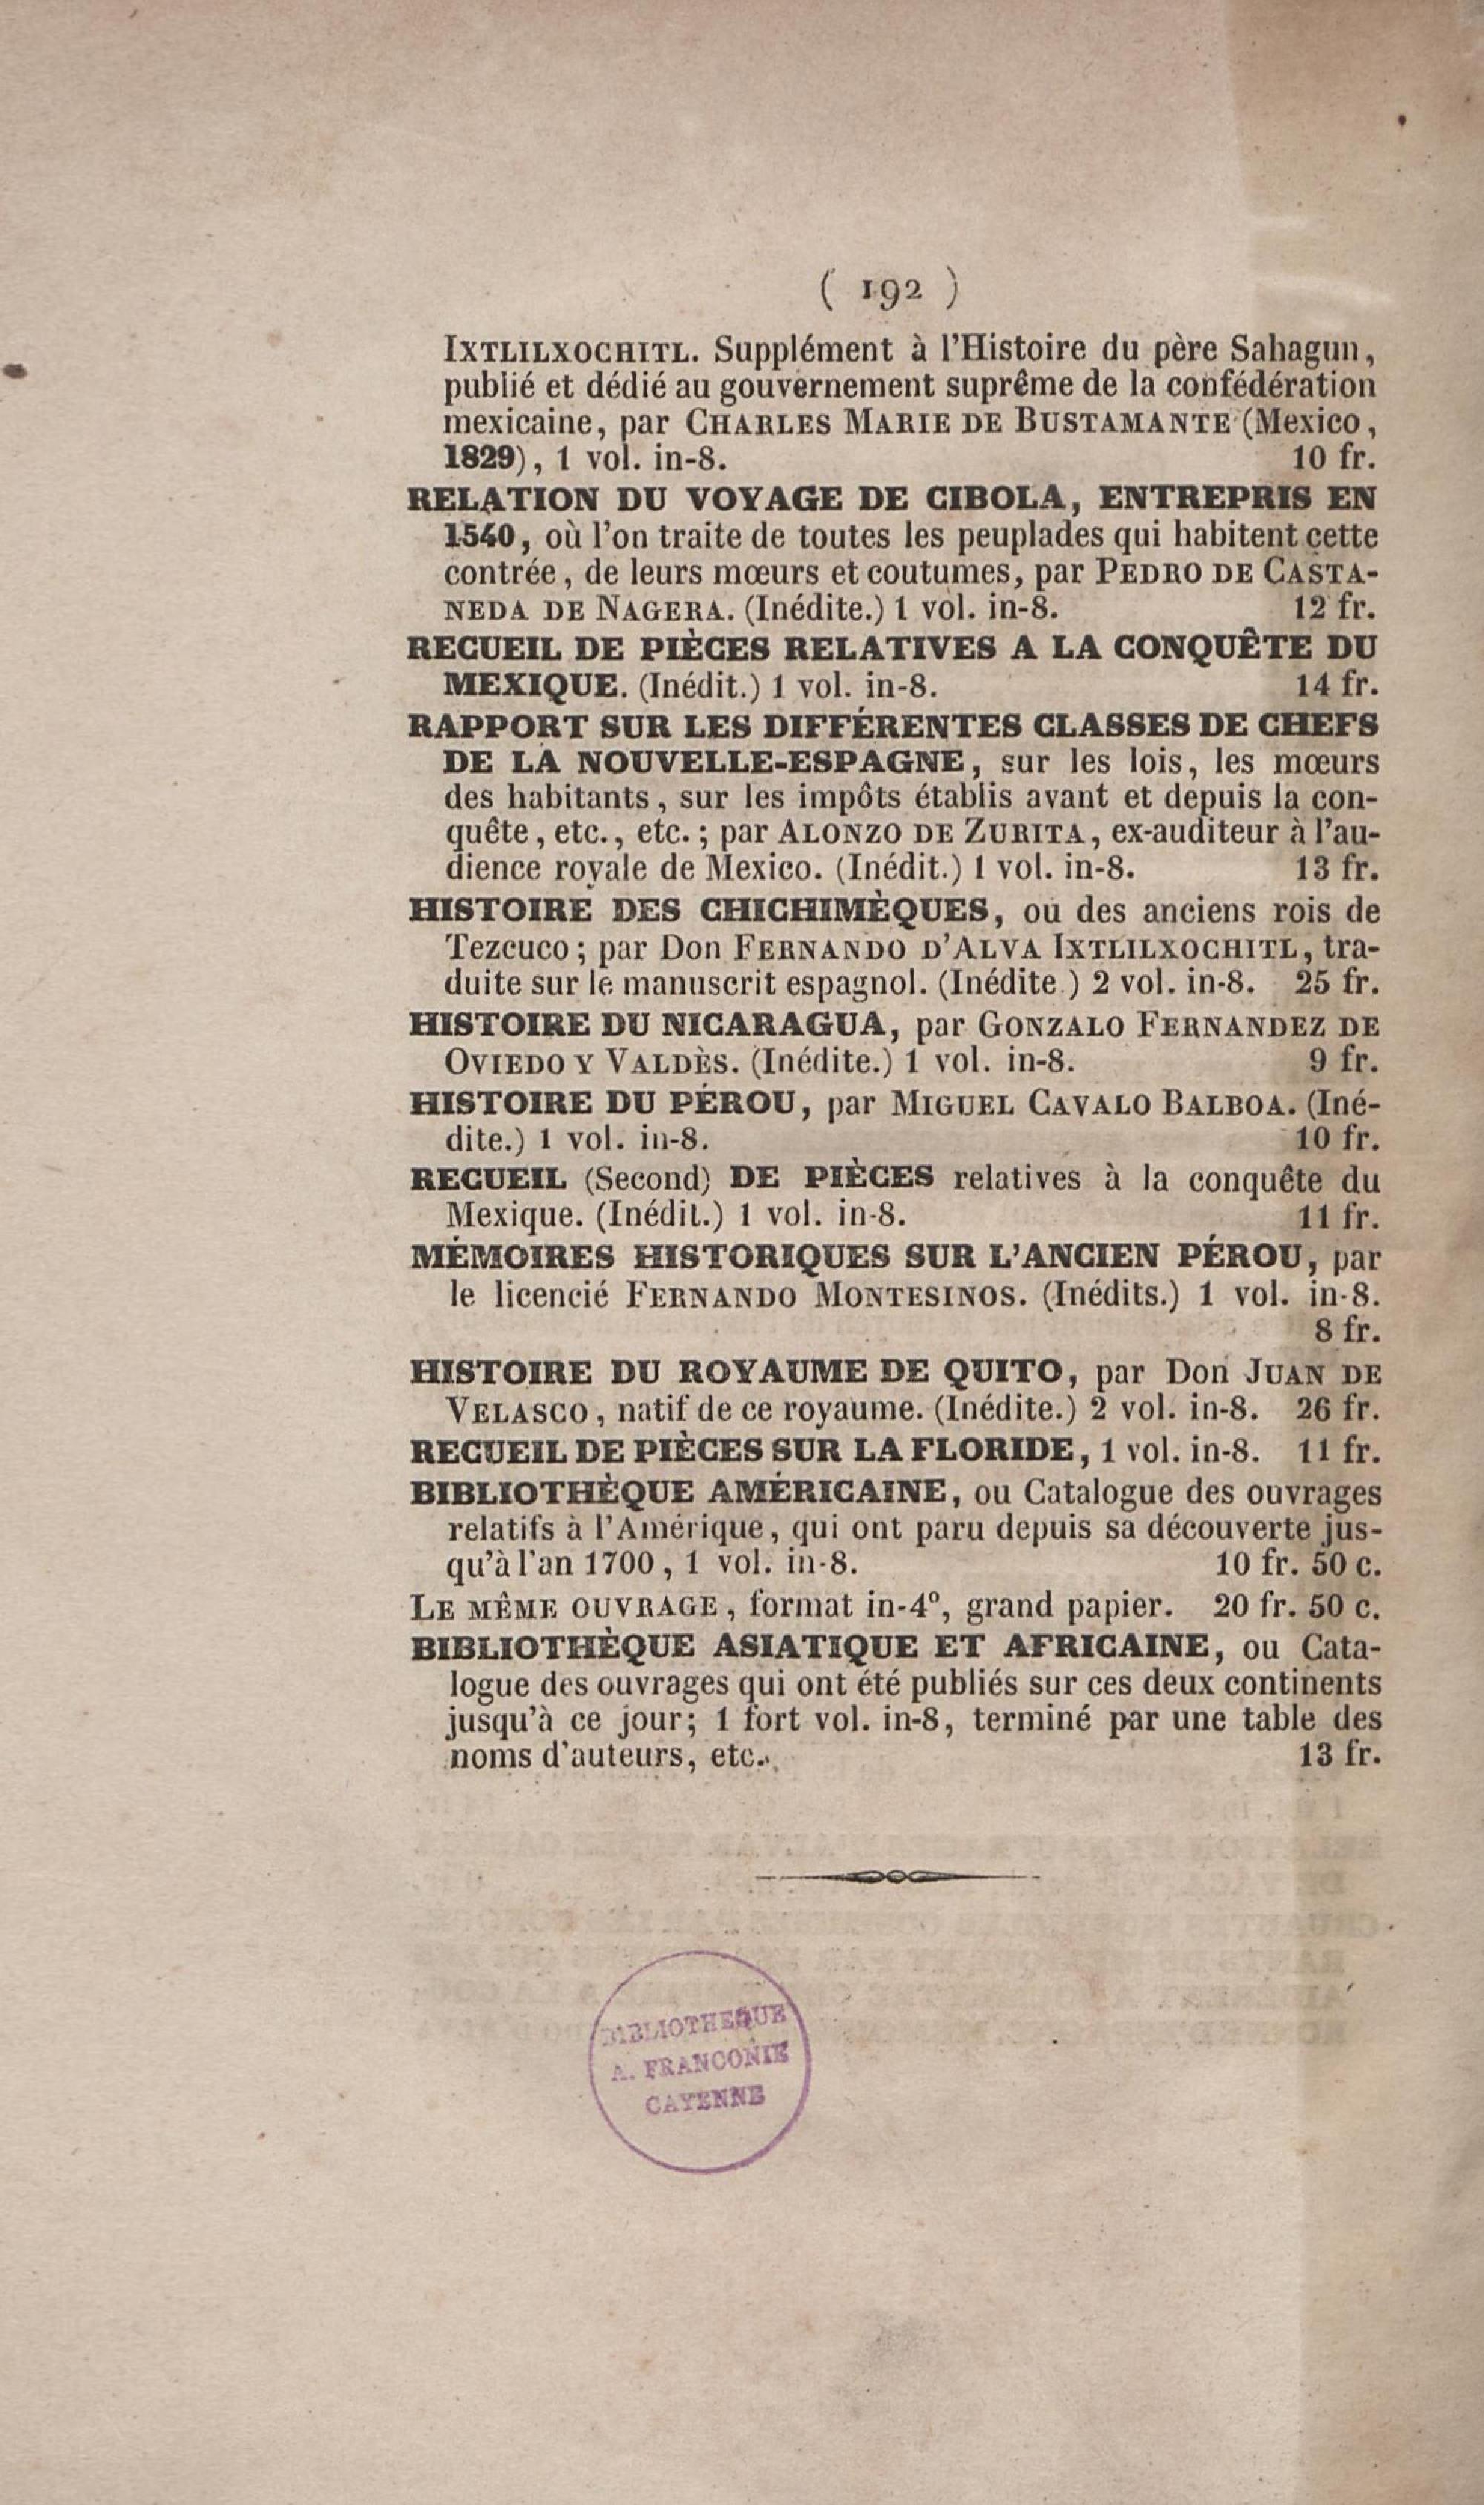 ( 192 )
IXTLILXOCHITL. Supplément à l'Histoire du père Sahagun,
publié et dédié au gouvernement suprême de la confédération
mexicaine, par CHARLES MARIE DE BUSTAMANTE (Mexico,
1829), 1 vol. in-8. 10 fr.
RELATION DU VOYAGE DE CIBOLA, ENTREPRIS EN
1540, où l'on traite de toutes les peuplades qui habitent cette
contrée, de leurs mœurs et coutumes, par PEDRO DE CASTA-
NEDA DE NAGERA. (Inédite.) 1 vol. in-8. 12 fr.
RECUEIL DE PIÈCES RELATIVES A LA CONQUÊTE DU
MEXIQUE. (Inédit.) 1 vol. in-8. 14 fr.
RAPPORT SUR LES DIFFÉRENTES CLASSES DE CHEFS
DE LA NOUVELLE-ESPAGNE, sur les lois, les mœurs
des habitants, sur les impôts établis avant et depuis la con-
quête, etc., etc.; par ALONZO DE ZURITA, ex-auditeur à l'au-
dience royale de Mexico. (Inédit.) 1 vol. in-8. 13 fr.
HISTOIRE DES CHICHIMÈQUES, ou des anciens rois de
Tezcuco; par Don FERNANDO D'ALVA IXTLILXOCHITL, tra-
duite sur le manuscrit espagnol. (Inédite.) 2 vol. in-8. 25 fr.
HISTOIRE DU NICARAGUA, par GONZALO FERNANDEZ DE
OVIEDO Y VALDÈS. (Inédite.) 1 vol. in-8. 9 fr.
HISTOIRE DU PÉROU, par MIGUEL CAVALO BALBOA. (Iné-
dite.) 1 vol. in-8. 10 fr.
RECUEIL (Second) DE PIÈCES relatives à la conquête du
Mexique. (Inédit.) 1 vol. in-8. 11 fr.
MÉMOIRES HISTORIQUES SUR L'ANCIEN PÉROU, par
le licencié FERNANDO MONTESINOS. (Inédits.) 1 vol. in-8.
8 fr.
HISTOIRE DU ROYAUME DE QUITO, par Don JUAN DE
VELASCO, natif de ce royaume. (Inédite.) 2 vol. in-8. 26 fr.
RECUEIL DE PIÈCES SUR LA FLORIDE, 1 vol. in-8. 11 fr.
BIBLIOTHÈQUE AMÉRICAINE, ou Catalogue des ouvrages
relatifs à l'Amérique, qui ont paru depuis sa découverte jus-
qu'à l'an 1700, 1 vol. in-8. 10 fr. 50 c.
LE MÊME OUVRAGE, format in-4°, grand papier. 20 fr. 50 c.
BIBLIOTHÈQUE ASIATIQUE ET AFRICAINE, ou Cata-
logue des ouvrages qui ont été publiés sur ces deux continents
jusqu'à ce jour; 1 fort vol. in-8, terminé par une table des
noms d'auteurs, etc. 13 fr.
BIBLIOTHEQUE
A. FRANCONIE
CAYENNE